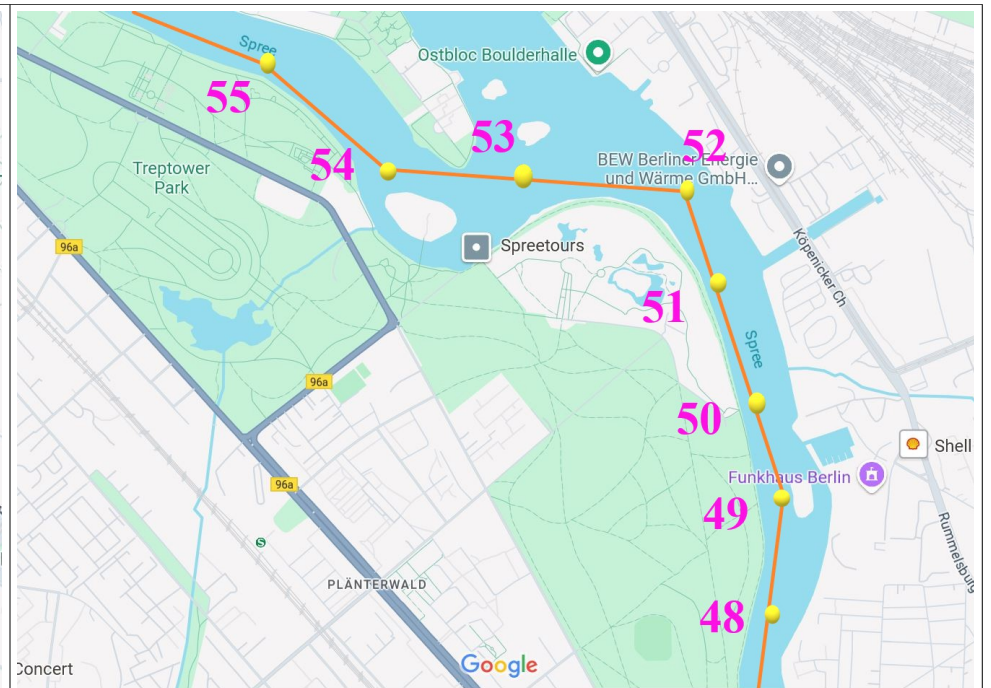 Spree
Ostbloc Boulderhalle
55
53
52
BEW Berliner Energie
und Wärme GmbH...
54
Treptower
Park
96a
Spreetours
Köpenicker Ch
51
Spree
96a
50
Shell
Funkhaus Berlin
96a
49
Rummelsburg
S
PLÄNTERWALD
48
Concert
Google